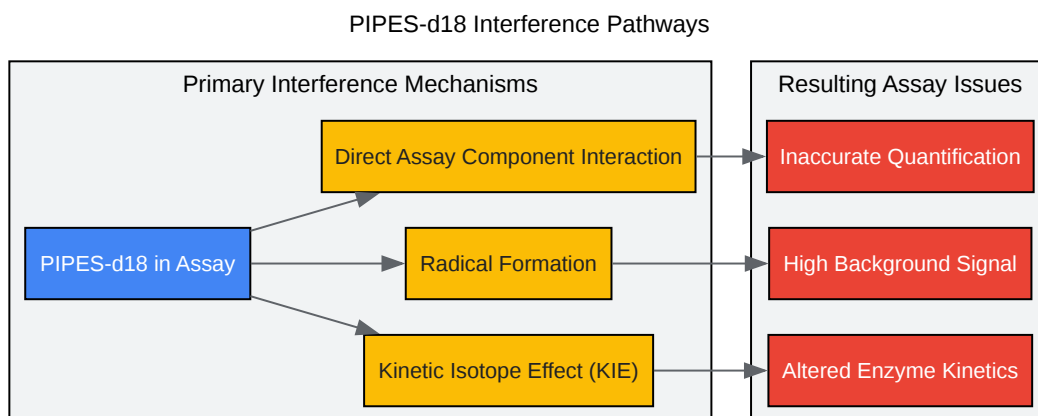 PIPES-d18 Interference Pathways
Primary Interference Mechanisms
Resulting Assay Issues
Direct Assay Component Interaction
Inaccurate Quantification
PIPES-d18 in Assay
Radical Formation
High Background Signal
Kinetic Isotope Effect (KIE)
Altered Enzyme Kinetics